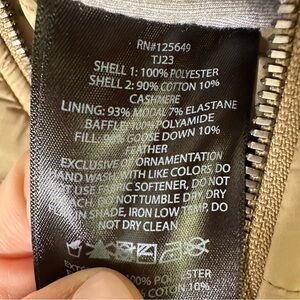 RN#125649
TJ23
SHELL 1: 100% POLYESTER
SHELL 2: 90% COTTON 10%
CASHMERE
LINING: 93% MODAL 7% ELASTANE
BAFFLE: 100% POLYAMIDE
FILL: 90% GOOSE DOWN 10%
FEATHER
EXCLUSIVE OF ORNAMENTATION
HAND WASH, WITH LIKE COLORS, DO
NOT USE FABRIC SOFTENER, DO NOT
BLEACH. DO NOT TUMBLE DRY, DRY
IN SHADE, IRON LOW TEMP, DO
NOT DRY CLEAN
100% POLYESTER
COTON 10%